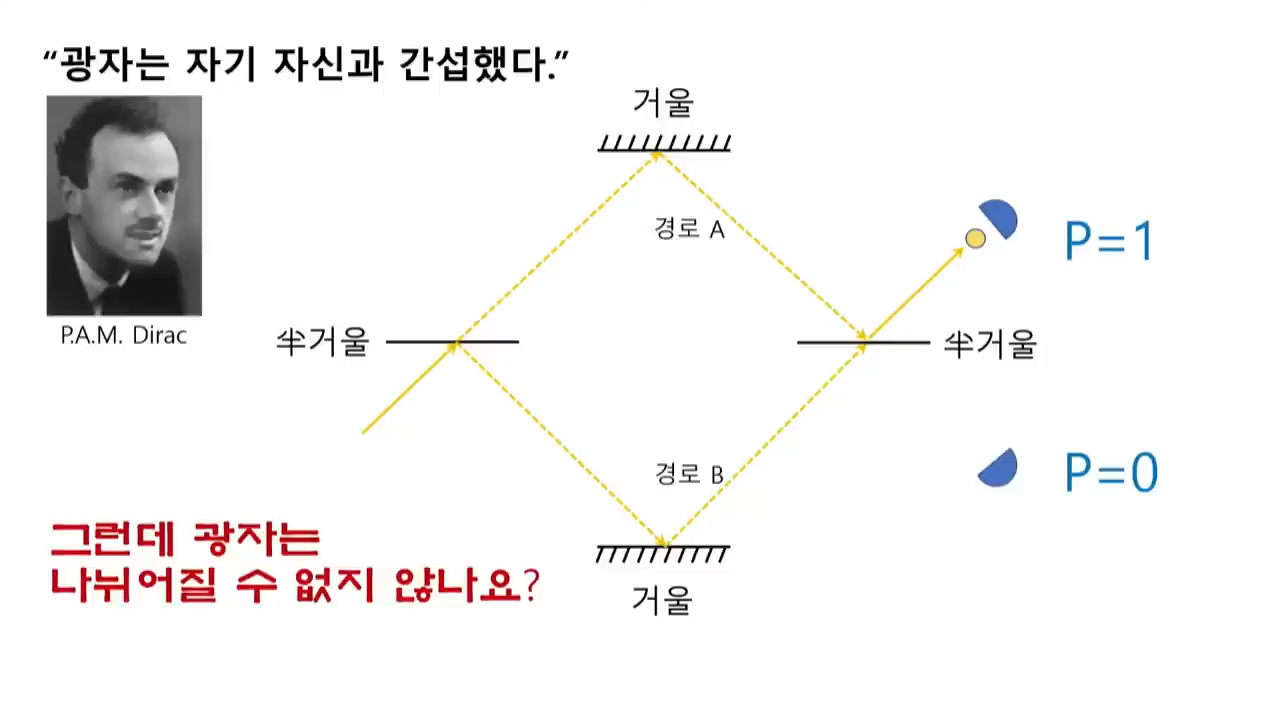 “광자는 자기 자신과 간섭했다.”
P.A.M. Dirac
거울
경로 A
P=1
半거울
半거울
경로 B
P=0
거울
그런데 광자는
나뉘어질 수 없지 않나요?